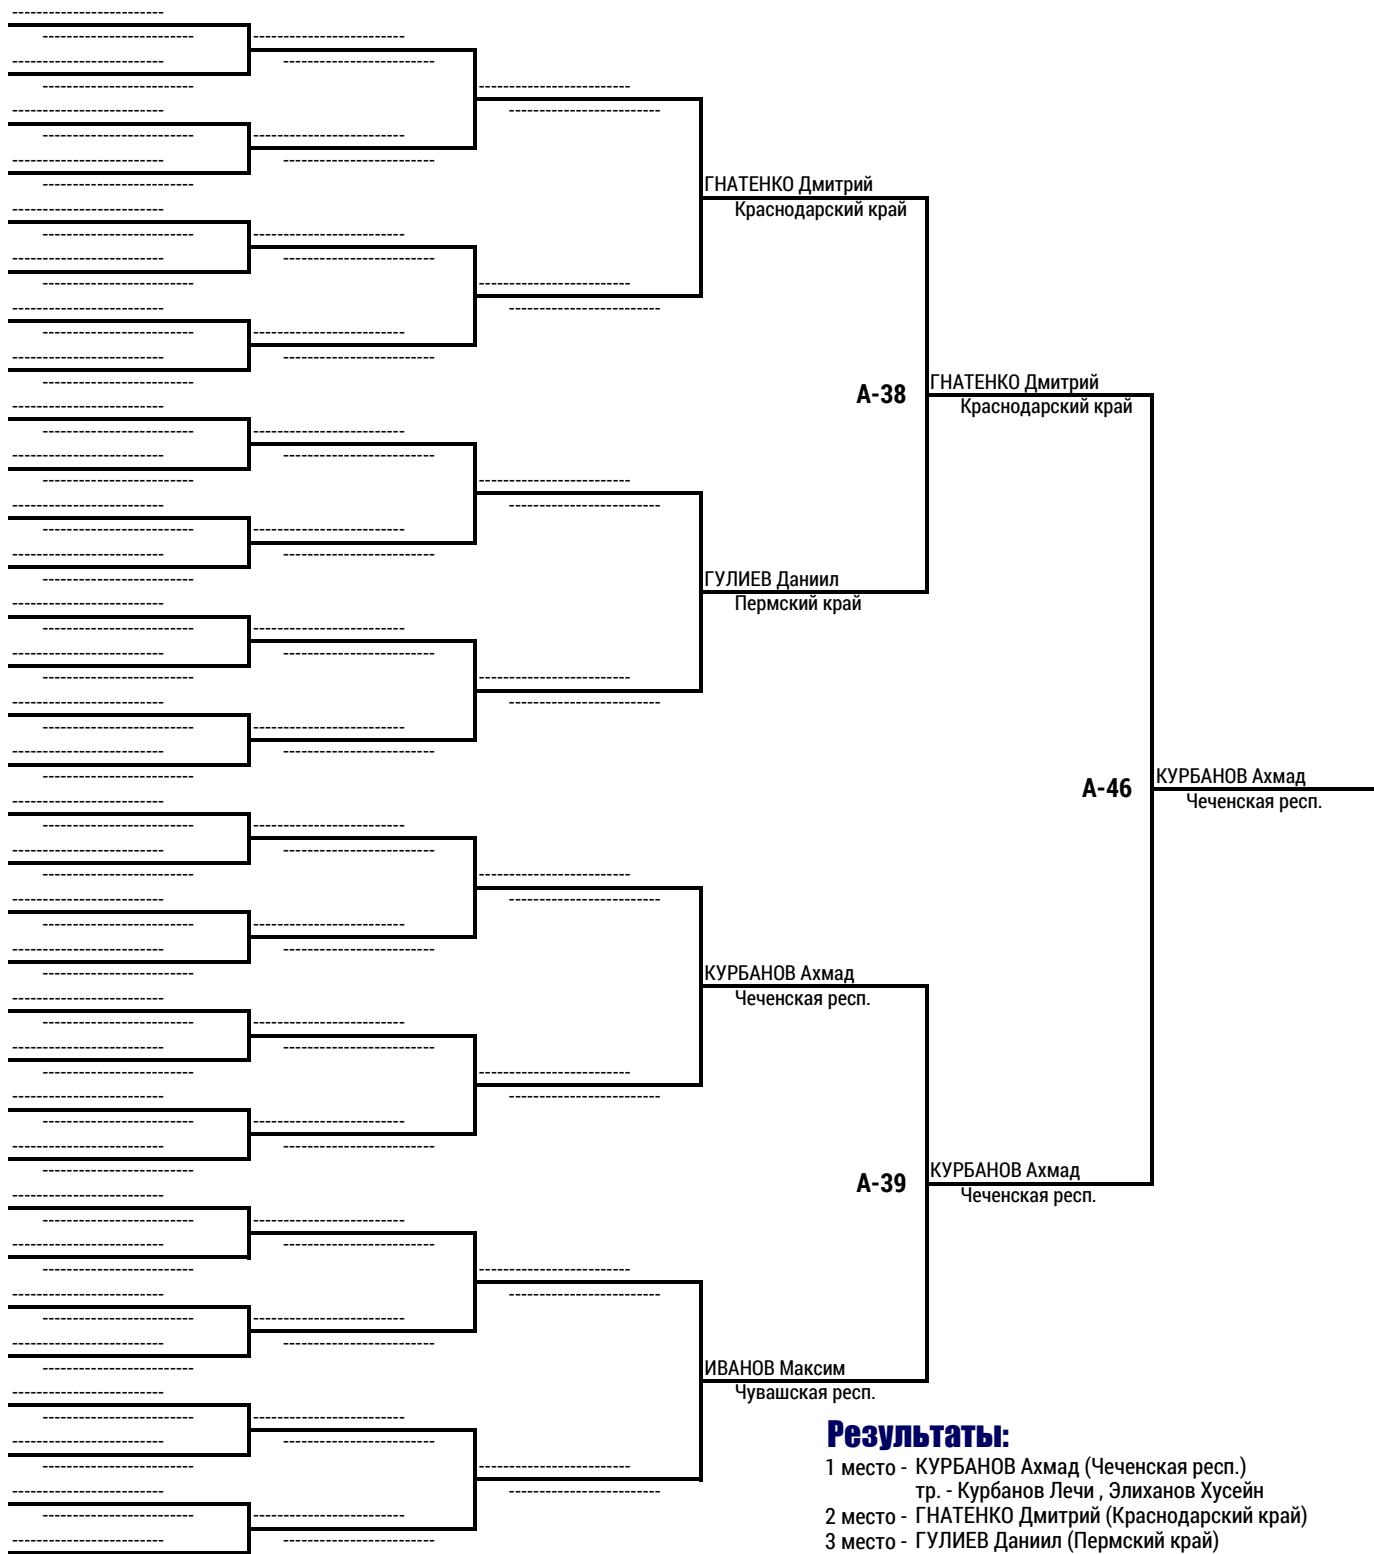 ГНАТЕНКО Дмитрий
Краснодарский край
А-38
ГНАТЕНКО Дмитрий
Краснодарский край
ГУЛИЕВ Даниил
Пермский край
А-46
КУРБАНОВ Ахмад
Чеченская респ.
КУРБАНОВ Ахмад
Чеченская респ.
А-39
КУРБАНОВ Ахмад
Чеченская респ.
ИВАНОВ Максим
Чувашская респ.
Результаты:
1 место - КУРБАНОВ Ахмад (Чеченская респ.)
тр. - Курбанов Лечи , Элиханов Хусейн
2 место - ГНАТЕНКО Дмитрий (Краснодарский край)
3 место - ГУЛИЕВ Даниил (Пермский край)